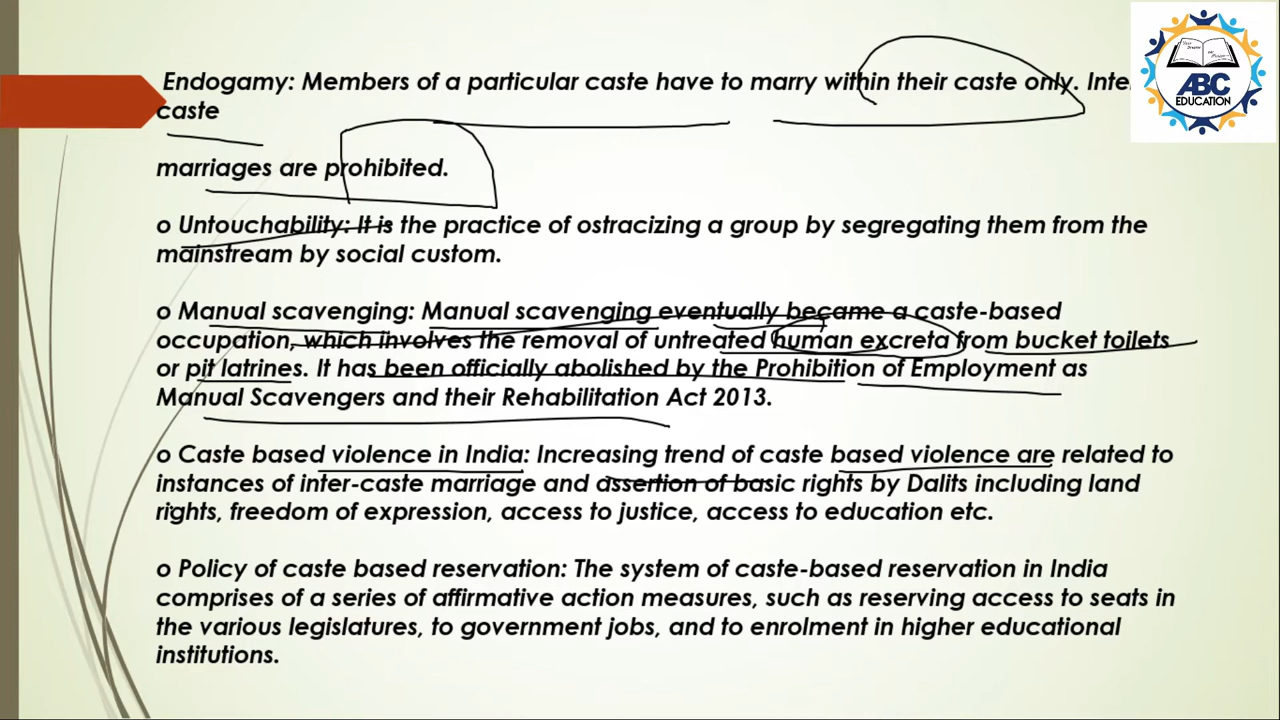 Endogamy: Members of a particular caste have to marry within their caste only. Inte
caste
marriages are prohibited.
o Untouchability: It is the practice of ostracizing a group by segregating them from the
mainstream by social custom.
o Manual scavenging: Manual scavenging eventually became a caste-based
occupation, which involves the removal of untreated human excreta from bucket toilets
or pit latrines. It has been officially abolished by the Prohibition of Employment as
Manual Scavengers and their Rehabilitation Act 2013.
o Caste based violence in India: Increasing trend of caste based violence are related to
instances of inter-caste marriage and assertion of basic rights by Dalits including land
rights, freedom of expression, access to justice, access to education etc.
o Policy of caste based reservation: The system of caste-based reservation in India
comprises of a series of affirmative action measures, such as reserving access to seats in
the various legislatures, to government jobs, and to enrolment in higher educational
institutions.
ABC
EDUCATION